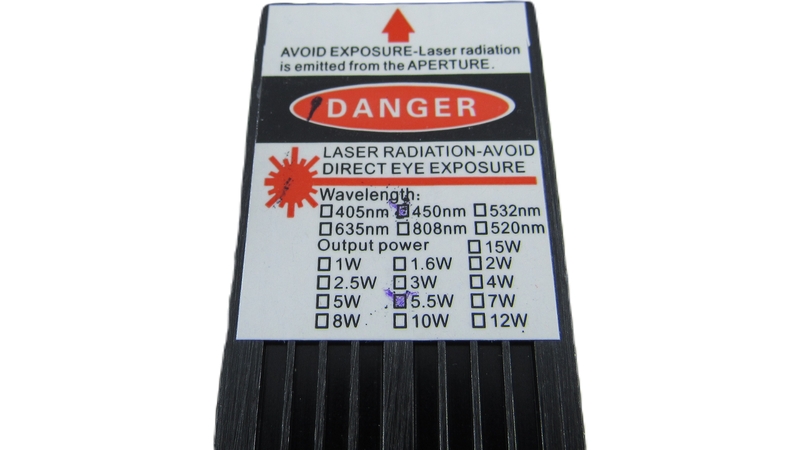 AVOID EXPOSURE-Laser radiation
is emitted from the APERTURE.
DANGER
LASER RADIATION-AVOID
DIRECT EYE EXPOSURE
Wavelength:
405nm 450nm 532nm
635nm 808nm 520nm
Output power 15W
1W 1.6W 2W
2.5W 3W 4W
5W 5.5W 7W
8W 10W 12W